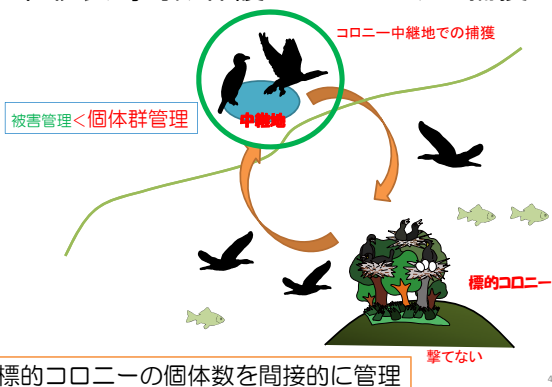 コロニー中継地での捕獲
被害管理<個体群管理
中継地
標的コロニー
撃てない
標的コロニーの個体数を間接的に管理
4